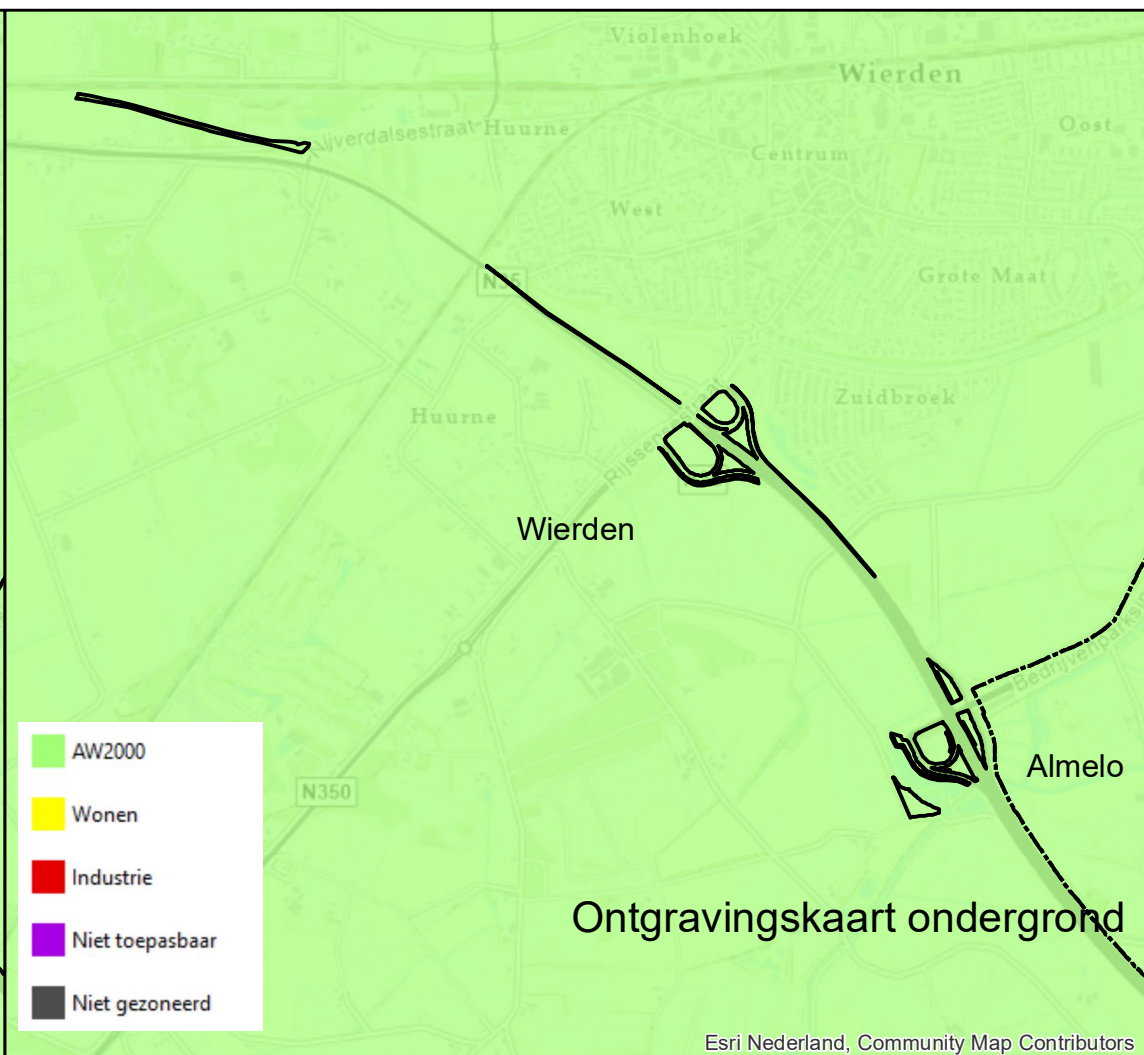 Violenhoek
Wierden
Oost
Nijverdalsestraat
Huurne
Centrum
West
Grote Maat
N35
Zuidbroek
Huurne
Wierden
Almelo
N350
AW2000
Wonen
Industrie
Niet toepasbaar
Niet gezoneerd
Ontgravingskaart ondergrond
Esri Nederland, Community Map Contributors